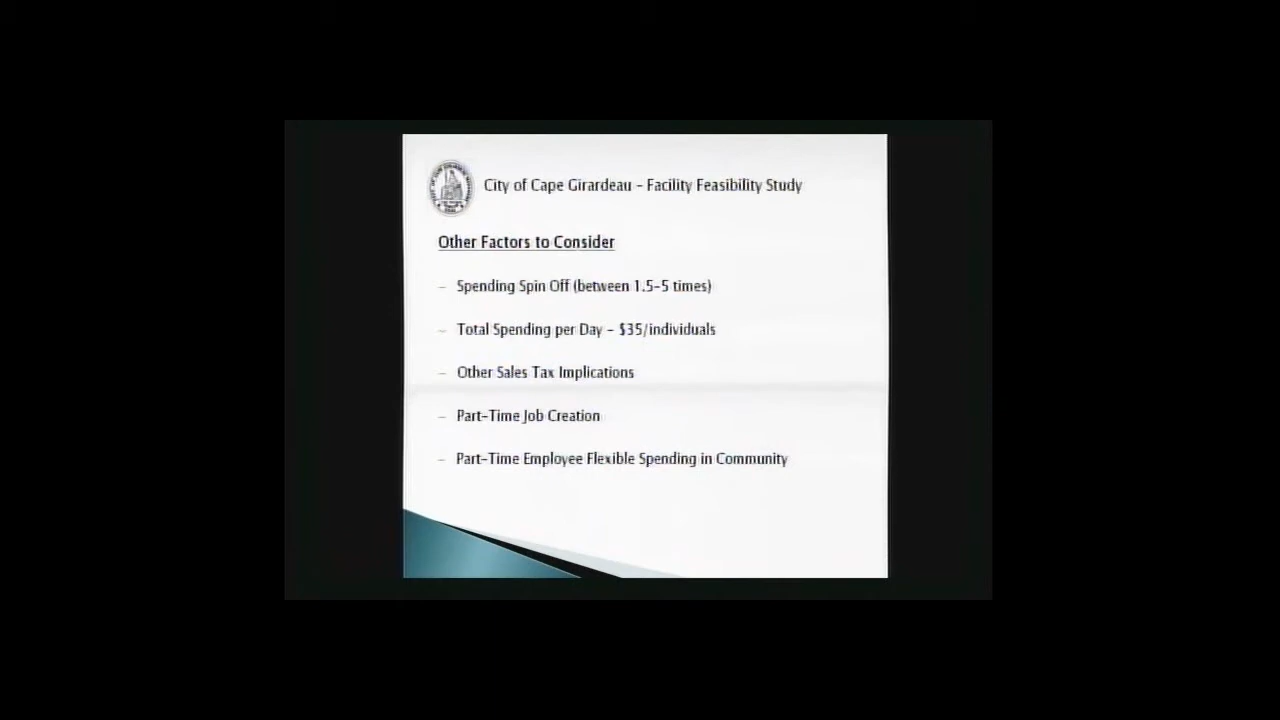 City of Cape Girardeau - Facility Feasibility Study
Other Factors to Consider
- Spending Spin Off (between 1.5-5 times)
- Total Spending per Day - $35/individuals
- Other Sales Tax Implications
- Part-Time Job Creation
- Part-Time Employee Flexible Spending in Community